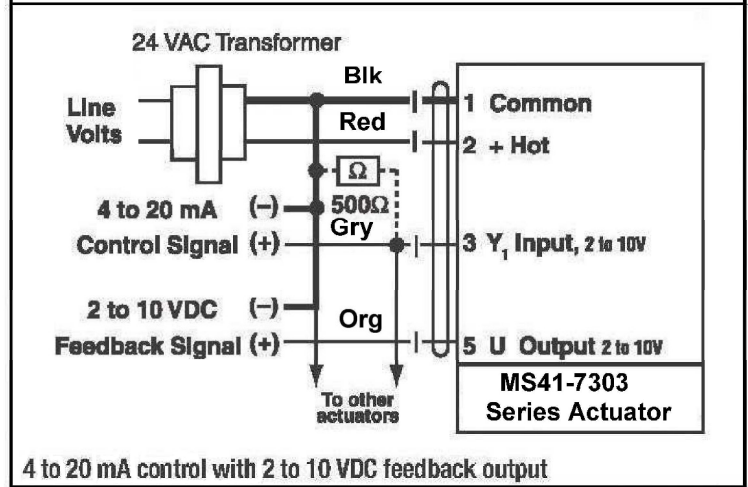 24 VAC Transformer
Blk
Line
Volts
1 Common
Red
2 + Hot
Ω
4 to 20 mA (-)
500Ω
Control Signal (+)
Gry
3 Y1 Input, 2 to 10V
2 to 10 VDC (-)
Org
Feedback Signal (+)
5 U Output 2 to 10V
To other
actuators
MS41-7303
Series Actuator
4 to 20 mA control with 2 to 10 VDC feedback output